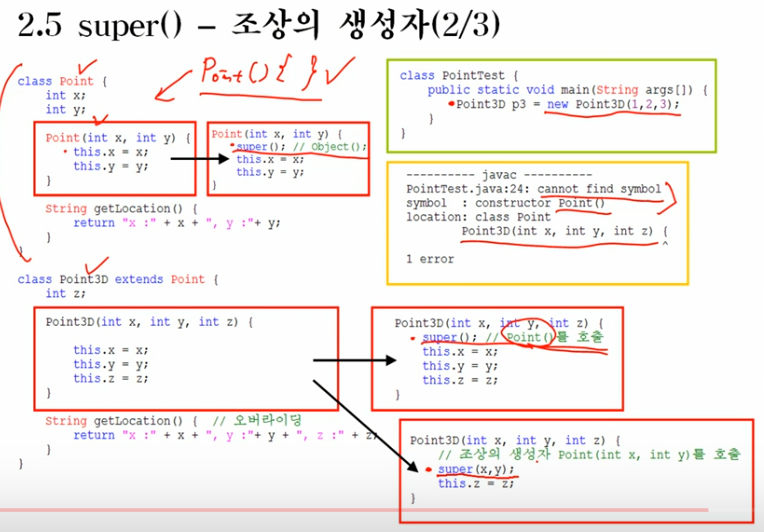 2.5 super() – 조상의 생성자(2/3)
Point(){ }
class Point {
int x;
int y;
Point(int x, int y) {
this.x = x;
this.y = y;
}
Point(int x, int y) {
super(); // Object();
this.x = x;
this.y = y;
}
String getLocation() {
return "x :" + x + ", y :"+ y;
}
}
class PointTest {
public static void main(String args[]) {
Point3D p3 = new Point3D(1,2,3);
}
}
---------- javac ----------
PointTest.java:24: cannot find symbol
symbol  : constructor Point()
location: class Point
Point3D(int x, int y, int z) {
^
1 error
class Point3D extends Point {
int z;
Point3D(int x, int y, int z) {
this.x = x;
this.y = y;
this.z = z;
}
Point3D(int x, int y, int z) {
super(); // Point()를 호출
this.x = x;
this.y = y;
this.z = z;
}
String getLocation() {  // 오버라이딩
return "x :" + x + ", y :"+ y + ", z :" + z;
}
}
Point3D(int x, int y, int z) {
// 조상의 생성자 Point(int x, int y)를 호출
super(x,y);
this.z = z;
}